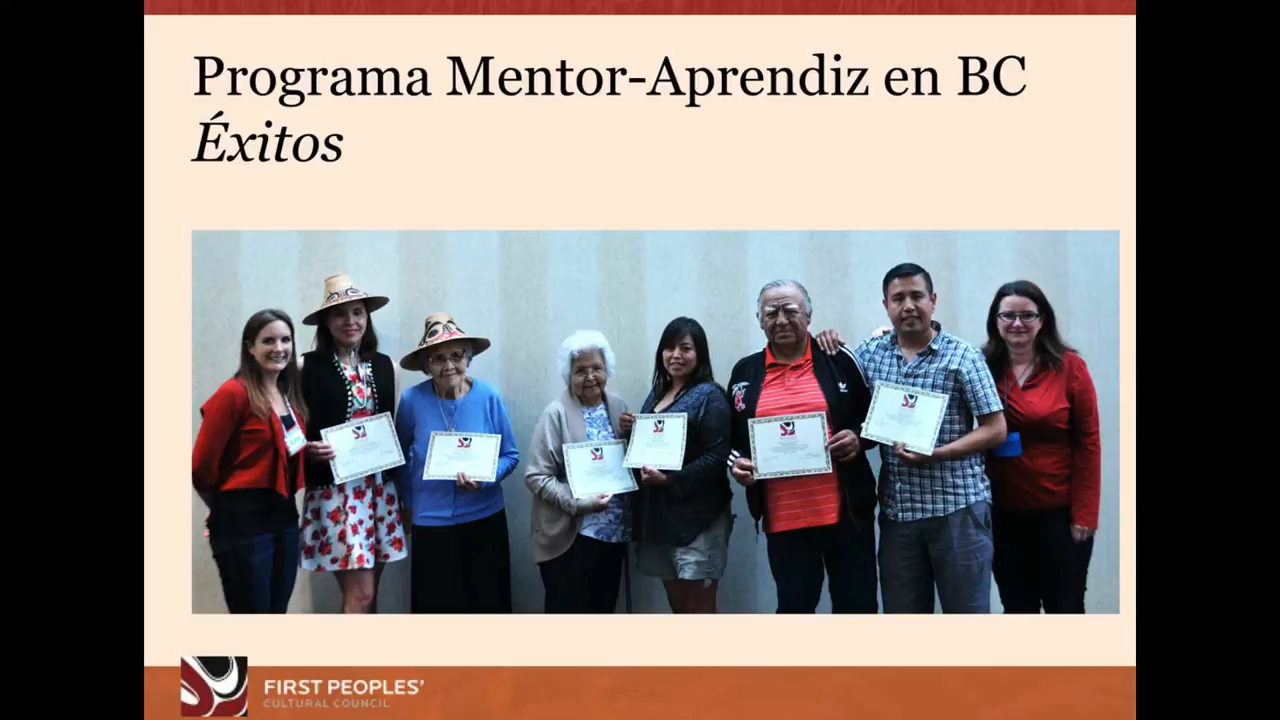 Programa Mentor-Aprendiz en BC
Éxitos
FIRST PEOPLES'
CULTURAL COUNCIL